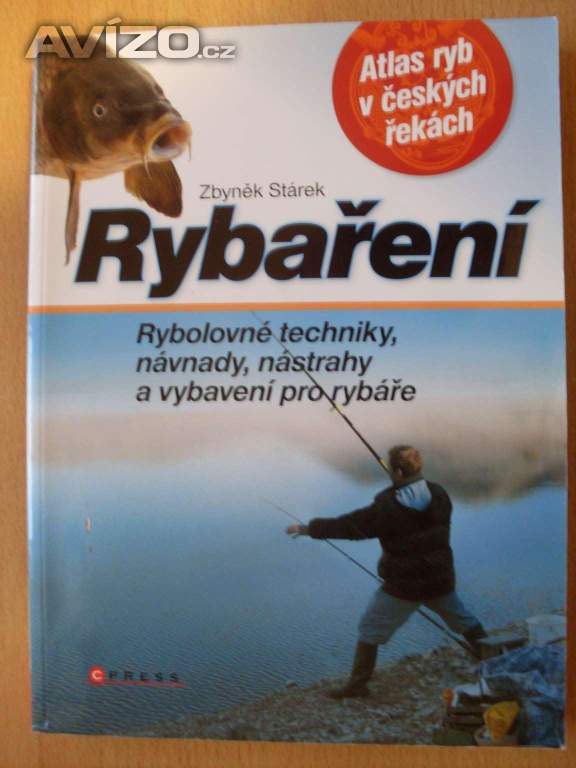 AVÍZO.cz
Atlas ryb
v českých
řekách
Zbyněk Stárek
Rybaření
Rybolovné techniky,
návnady, nástrahy
a vybavení pro rybáře
CPRESS